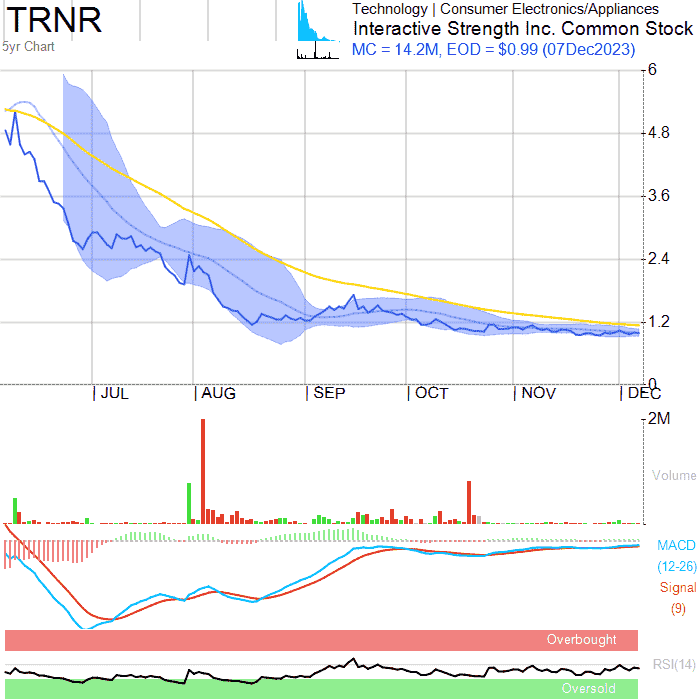 TRNR
5yr Chart
Technology | Consumer Electronics/Appliances
Interactive Strength Inc. Common Stock
MC = 14.2M, EOD = $0.99 (07Dec2023)
6
4.8
3.6
2.4
1.2
0
| JUL | AUG | SEP | OCT | NOV | DEC
2M
Volume
MACD
(12-26)
Signal
(9)
Overbought
RSI(14)
Oversold